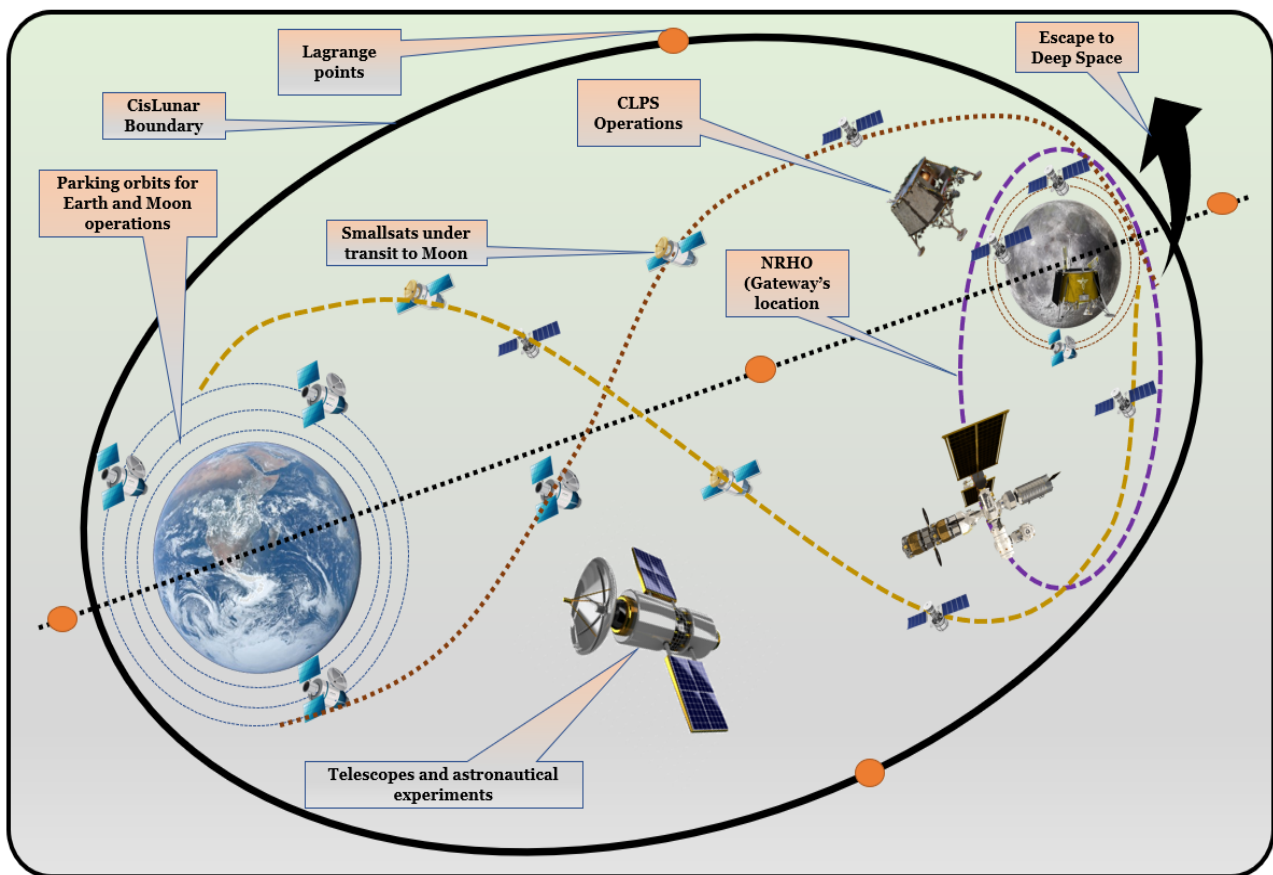 Lagrange
points
Escape to
Deep Space
CisLunar
Boundary
CLPS
Operations
Parking orbits for
Earth and Moon
operations
Smallsats under
transit to Moon
NRHO
(Gateway's
location
Telescopes and astronautical
experiments